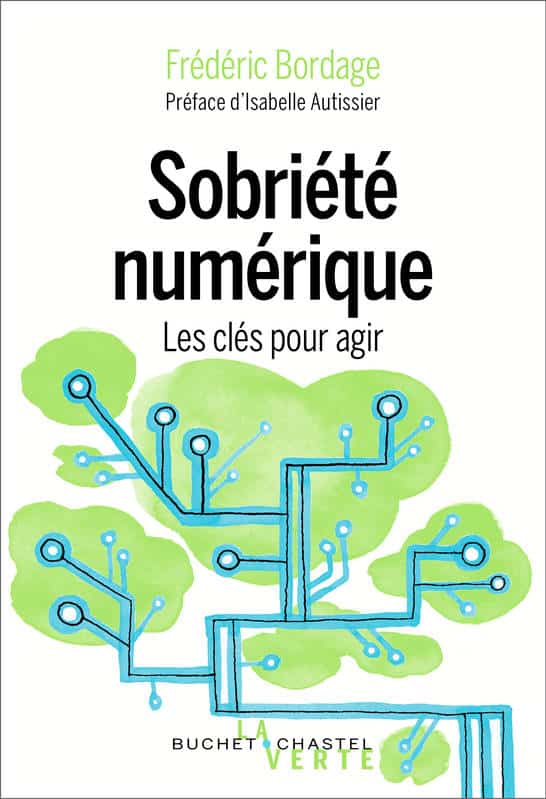 Frédéric Bordage
Préface d'Isabelle Autissier
Sobriété
numérique
Les clés pour agir
LA
BUCHET • CHASTEL
VERTE